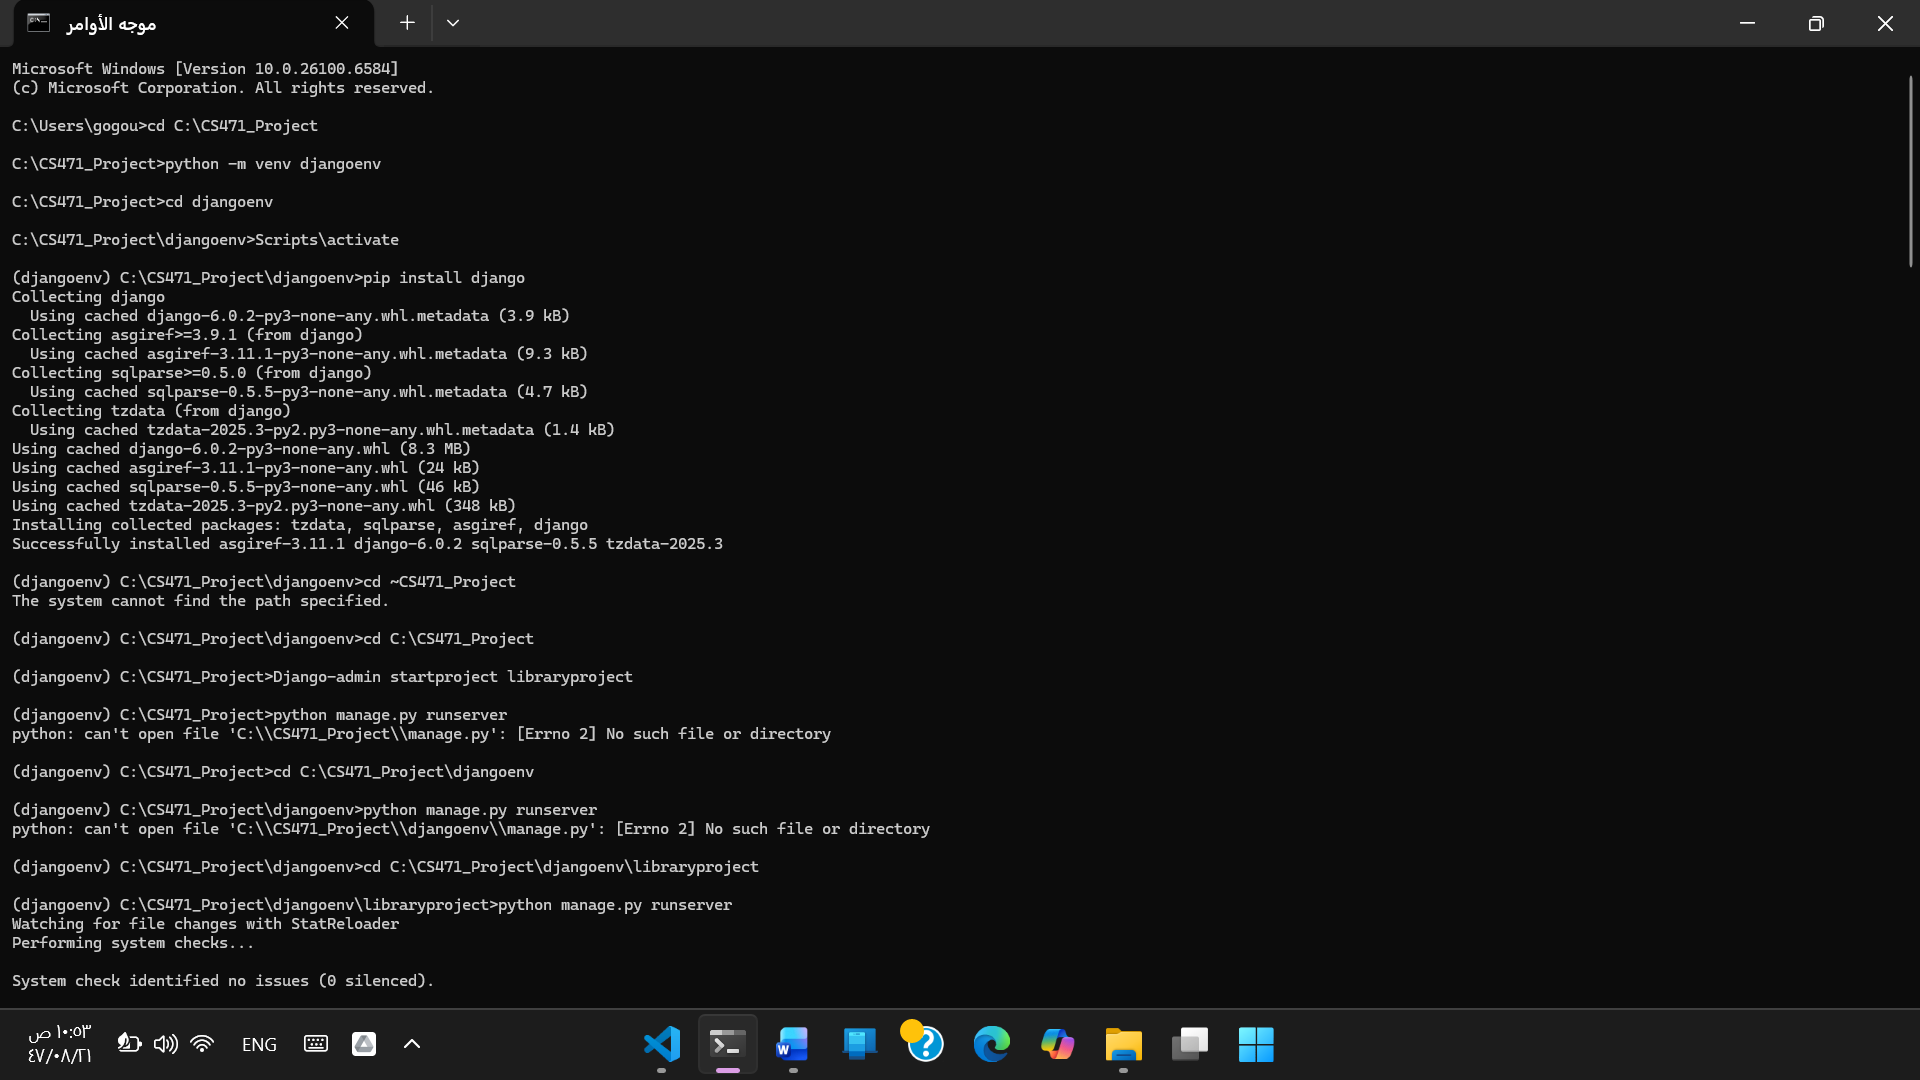 موجه الأوامر
Microsoft Windows [Version 10.0.26100.6584]
(c) Microsoft Corporation. All rights reserved.
C:\Users\gogou>cd C:\CS471_Project
C:\CS471_Project>python -m venv djangoenv
C:\CS471_Project>cd djangoenv
C:\CS471_Project\djangoenv>Scripts\activate
(djangoenv) C:\CS471_Project\djangoenv>pip install django
Collecting django
  Using cached django-6.0.2-py3-none-any.whl.metadata (3.9 kB)
Collecting asgiref>=3.9.1 (from django)
  Using cached asgiref-3.11.1-py3-none-any.whl.metadata (9.3 kB)
Collecting sqlparse>=0.5.0 (from django)
  Using cached sqlparse-0.5.5-py3-none-any.whl.metadata (4.7 kB)
Collecting tzdata (from django)
  Using cached tzdata-2025.3-py2.py3-none-any.whl.metadata (1.4 kB)
Using cached django-6.0.2-py3-none-any.whl (8.3 MB)
Using cached asgiref-3.11.1-py3-none-any.whl (24 kB)
Using cached sqlparse-0.5.5-py3-none-any.whl (46 kB)
Using cached tzdata-2025.3-py2.py3-none-any.whl (348 kB)
Installing collected packages: tzdata, sqlparse, asgiref, django
Successfully installed asgiref-3.11.1 django-6.0.2 sqlparse-0.5.5 tzdata-2025.3
(djangoenv) C:\CS471_Project\djangoenv>cd ~CS471_Project
The system cannot find the path specified.
(djangoenv) C:\CS471_Project\djangoenv>cd C:\CS471_Project
(djangoenv) C:\CS471_Project>Django-admin startproject libraryproject
(djangoenv) C:\CS471_Project>python manage.py runserver
python: can't open file 'C:\\CS471_Project\\manage.py': [Errno 2] No such file or directory
(djangoenv) C:\CS471_Project>cd C:\CS471_Project\djangoenv
(djangoenv) C:\CS471_Project\djangoenv>python manage.py runserver
python: can't open file 'C:\\CS471_Project\\djangoenv\\manage.py': [Errno 2] No such file or directory
(djangoenv) C:\CS471_Project\djangoenv>cd C:\CS471_Project\djangoenv\libraryproject
(djangoenv) C:\CS471_Project\djangoenv\libraryproject>python manage.py runserver
Watching for file changes with StatReloader
Performing system checks...
System check identified no issues (0 silenced).
١٠:٥٣ ص
٤٧/٠٨/٢١
ENG
W